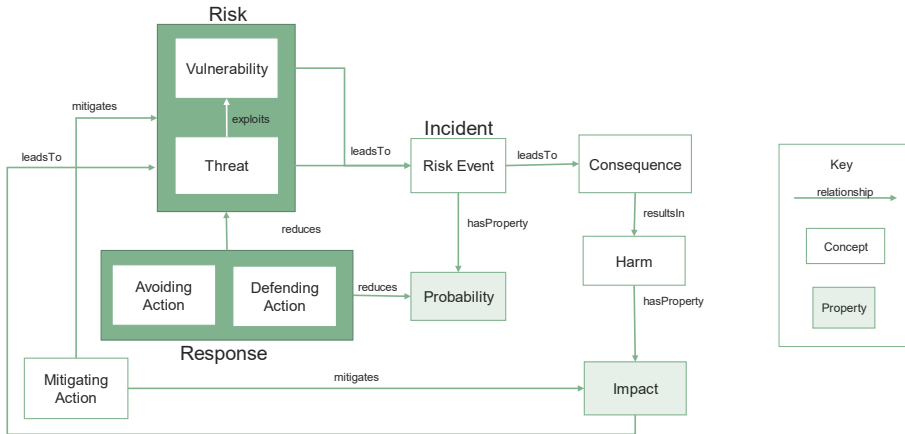 Risk
Vulnerability
mitigates
exploits
Incident
leadsTo
Threat
leadsTo
Risk Event
leadsTo
Consequence
Key
relationship
reduces
hasProperty
resultsIn
Concept
Harm
Avoiding
Action
Defending
Action
reduces
Probability
hasProperty
Property
Response
Mitigating
Action
mitigates
Impact